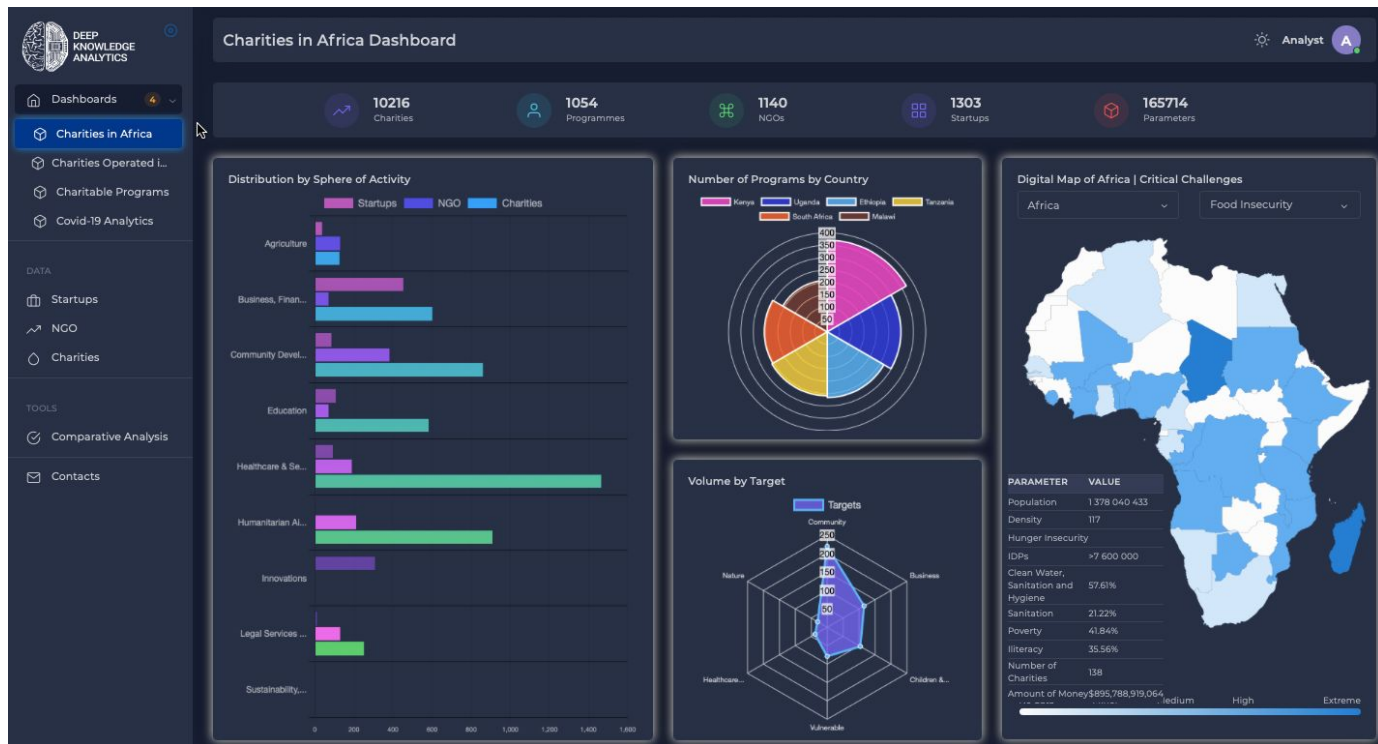 DEEP
KNOWLEDGE
ANALYTICS
Dashboards 4
Charities in Africa
Charities Operated i...
Charitable Programs
Covid-19 Analytics
DATA
Startups
NGO
Charities
TOOLS
Comparative Analysis
Contacts
Charities in Africa Dashboard
Analyst A
10216
Charities
1054
Programmes
1140
NGOs
1303
Startups
165714
Parameters
Distribution by Sphere of Activity
Startups NGO Charities
Agriculture
Business, Finan...
Community Devel...
Education
Healthcare & Se...
Humanitarian Ai...
Innovations
Legal Services ...
Sustainability,...
0 200 400 600 800 1,000 1,200 1,400 1,600
Number of Programs by Country
Kenya Uganda Ethiopia Tanzania
South Africa Malawi
400
350
300
250
200
150
100
50
Volume by Target
Targets
Community
250
200
150
100
50
Nature
Business
Healthcare...
Children &...
Vulnerable
Digital Map of Africa | Critical Challenges
Africa
Food Insecurity
PARAMETER VALUE
Population 1 378 040 433
Density 117
Hunger Insecurity
IDPs >7 600 000
Clean Water,
Sanitation and 57.61%
Hygiene
Sanitation 21.22%
Poverty 41.84%
Illiteracy 35.56%
Number of
Charities 138
Amount of Money $895,788,919,064
High Extreme